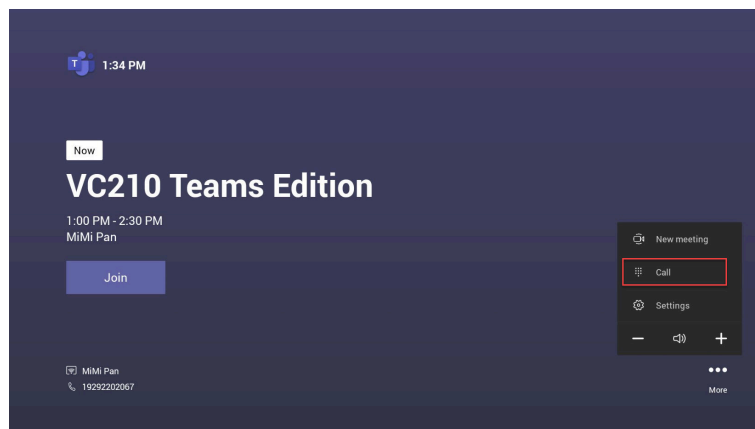 T
1:34 PM
Now
VC210 Teams Edition
1:00 PM - 2:30 PM
MiMi Pan
Join
New meeting
Call
Settings
MiMi Pan
19292202067
More